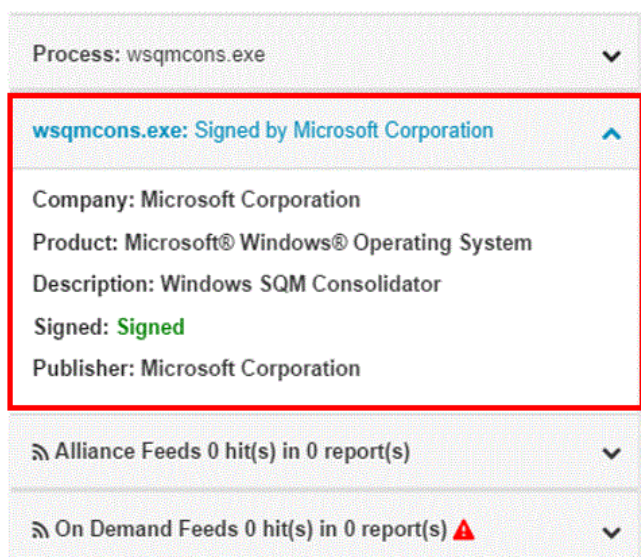 Process: wsqmcons.exe
wsqmcons.exe: Signed by Microsoft Corporation
Company: Microsoft Corporation
Product: Microsoft® Windows® Operating System
Description: Windows SQM Consolidator
Signed: Signed
Publisher: Microsoft Corporation
Alliance Feeds 0 hit(s) in 0 report(s)
On Demand Feeds 0 hit(s) in 0 report(s)